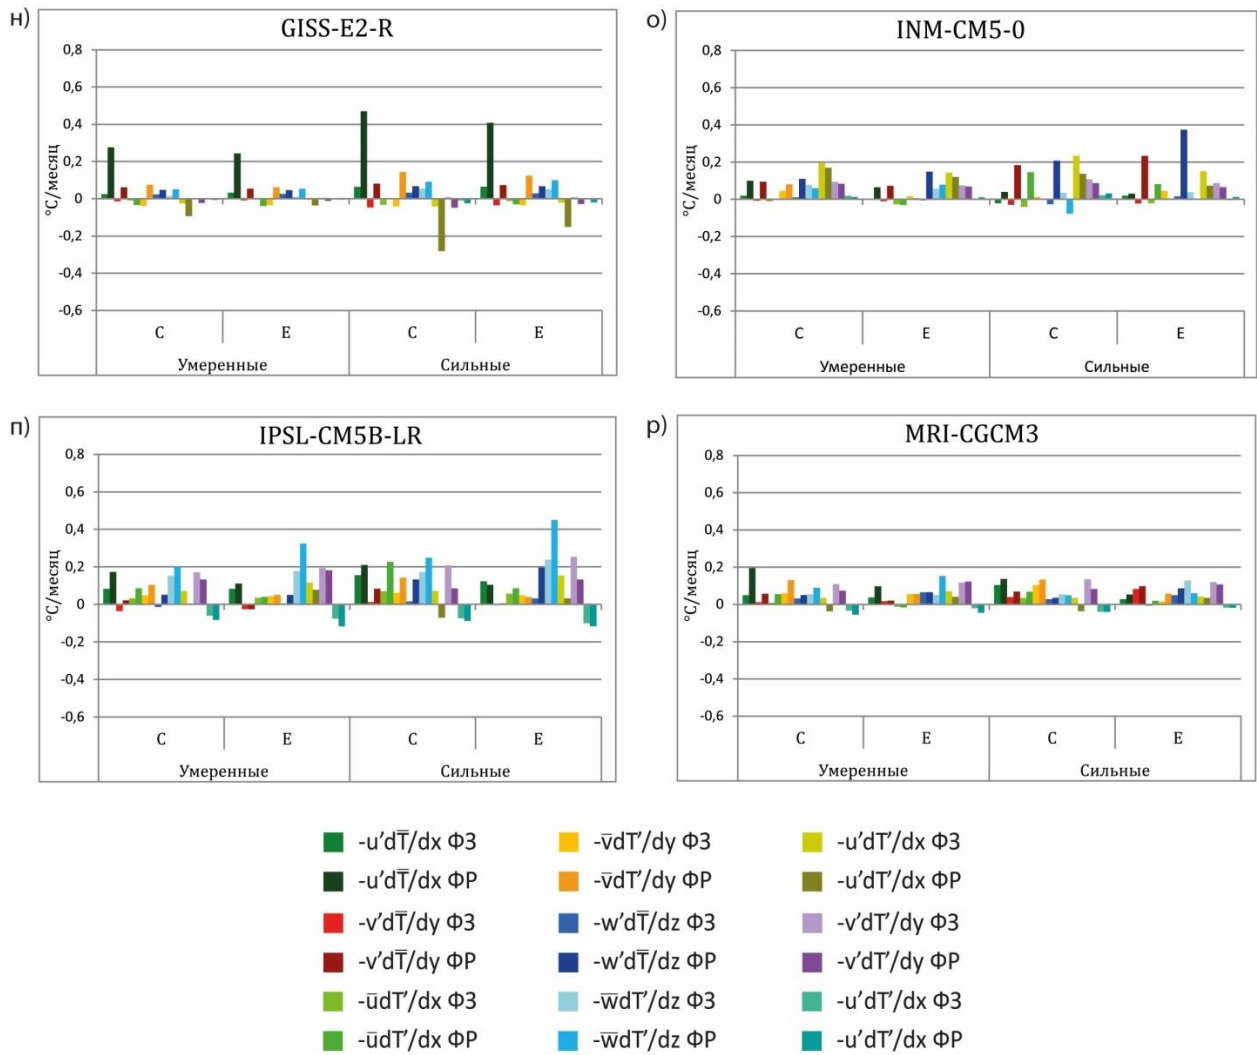 н)
GISS-E2-R
°C/месяц
0,8
0,6
0,4
0,2
0
-0,2
-0,4
-0,6
C E C E
Умеренные Сильные
о)
INM-CM5-0
°C/месяц
0,8
0,6
0,4
0,2
0
-0,2
-0,4
-0,6
C E C E
Умеренные Сильные
п)
IPSL-CM5B-LR
°C/месяц
0,8
0,6
0,4
0,2
0
-0,2
-0,4
-0,6
C E C E
Умеренные Сильные
р)
MRI-CGCM3
°C/месяц
0,8
0,6
0,4
0,2
0
-0,2
-0,4
-0,6
C E C E
Умеренные Сильные
-u'dT̿/dx ФЗ
-u'dT̿/dx ФР
-v'dT̿/dy ФЗ
-v'dT̿/dy ФР
-u̅dT'/dx ФЗ
-u̅dT'/dx ФР
-v̅dT'/dy ФЗ
-v̅dT'/dy ФР
-w'dT̿/dz ФЗ
-w'dT̿/dz ФР
-w̅dT'/dz ФЗ
-w̅dT'/dz ФР
-u'dT'/dx ФЗ
-u'dT'/dx ФР
-v'dT'/dy ФЗ
-v'dT'/dy ФР
-u'dT'/dx ФЗ
-u'dT'/dx ФР